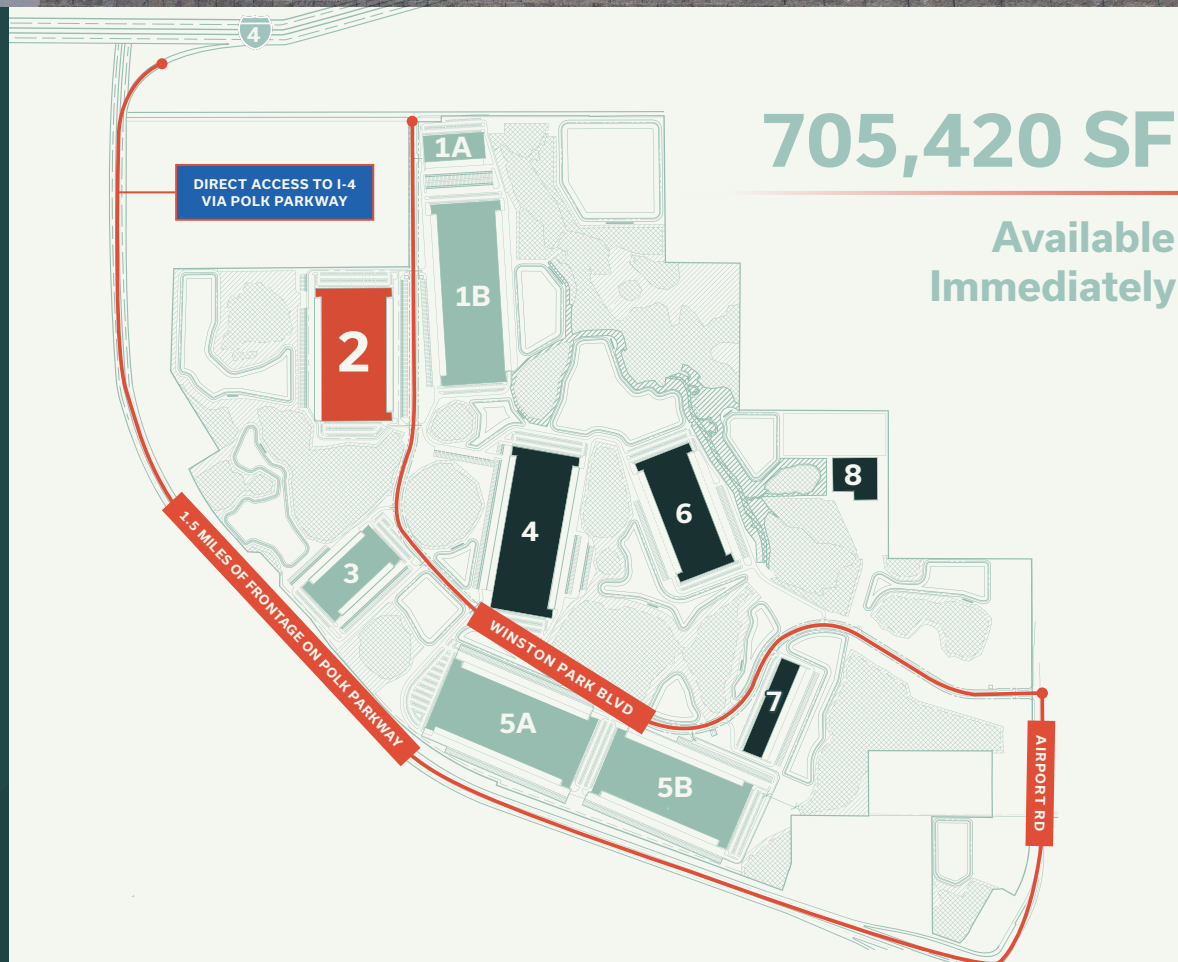 4
705,420 SF
Available
Immediately
DIRECT ACCESS TO I-4
VIA POLK PARKWAY
1A
1B
2
3
4
6
8
1.5 MILES OF FRONTAGE ON POLK PARKWAY
WINSTON PARK BLVD
5A
5B
7
AIRPORT RD